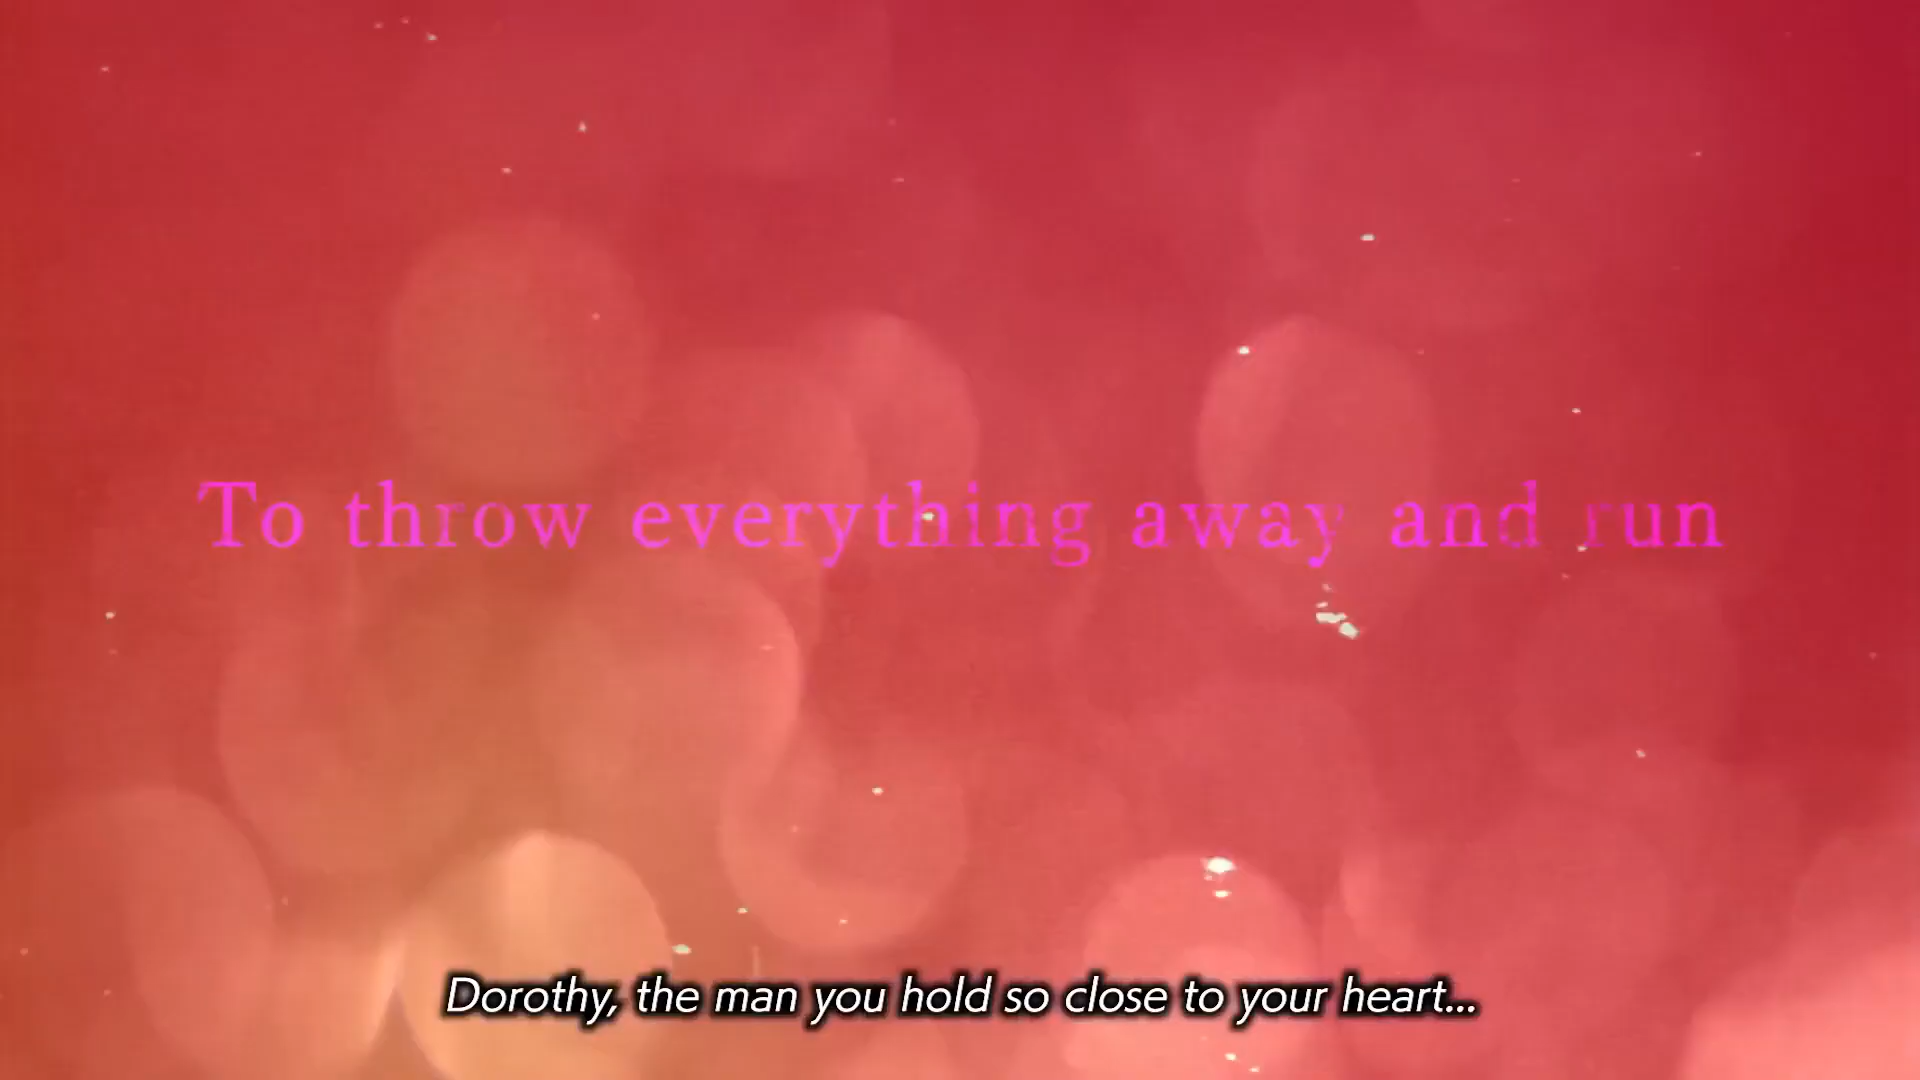 To throw everything away and run
Dorothy, the man you hold so close to your heart...